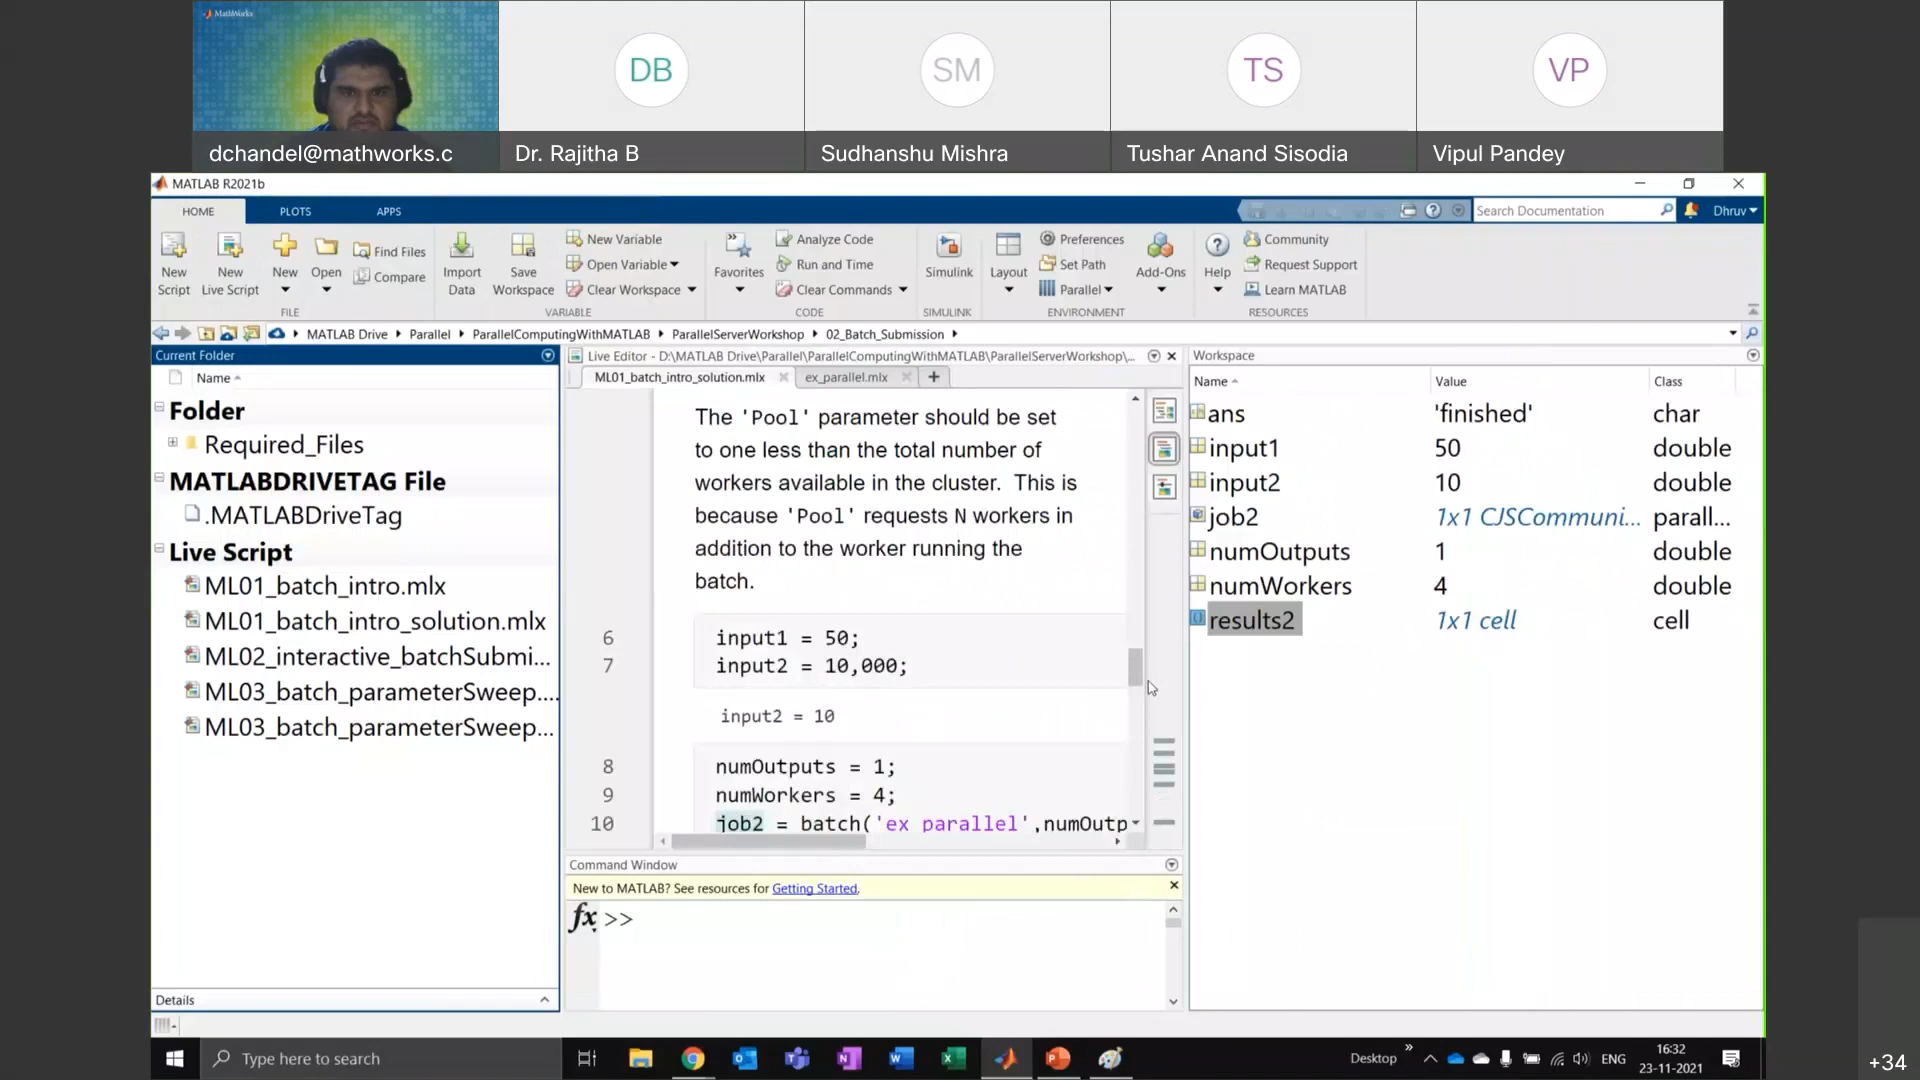 MathWorks
DB
SM
TS
VP
dchandel@mathworks.c
Dr. Rajitha B
Sudhanshu Mishra
Tushar Anand Sisodia
Vipul Pandey
MATLAB R2021b
HOME
PLOTS
APPS
Search Documentation
Dhruv
New Script
New Live Script
New
Open
Find Files
Compare
Import Data
Save Workspace
New Variable
Open Variable
Clear Workspace
Favorites
Analyze Code
Run and Time
Clear Commands
Simulink
Layout
Preferences
Set Path
Parallel
Add-Ons
Help
Community
Request Support
Learn MATLAB
FILE
VARIABLE
CODE
SIMULINK
ENVIRONMENT
RESOURCES
MATLAB Drive
Parallel
ParallelComputingWithMATLAB
ParallelServerWorkshop
02_Batch_Submission
Current Folder
Name
Folder
Required_Files
MATLABDRIVETAG File
.MATLABDriveTag
Live Script
ML01_batch_intro.mlx
ML01_batch_intro_solution.mlx
ML02_interactive_batchSubmi...
ML03_batch_parameterSweep....
ML03_batch_parameterSweep...
Details
Live Editor - D:\MATLAB Drive\Parallel\ParallelComputingWithMATLAB\ParallelServerWorkshop\...
ML01_batch_intro_solution.mlx
ex_parallel.mlx
The 'Pool' parameter should be set
to one less than the total number of
workers available in the cluster. This is
because 'Pool' requests N workers in
addition to the worker running the
batch.
6 input1 = 50;
7 input2 = 10,000;
input2 = 10
8 numOutputs = 1;
9 numWorkers = 4;
10 job2 = batch('ex_parallel',numOutp
Command Window
New to MATLAB? See resources for Getting Started.
fx >>
Workspace
Name Value Class
ans 'finished' char
input1 50 double
input2 10 double
job2 1x1 CJSCommuni... parall...
numOutputs 1 double
numWorkers 4 double
results2 1x1 cell cell
Type here to search
Desktop
ENG
16:32
23-11-2021
+34